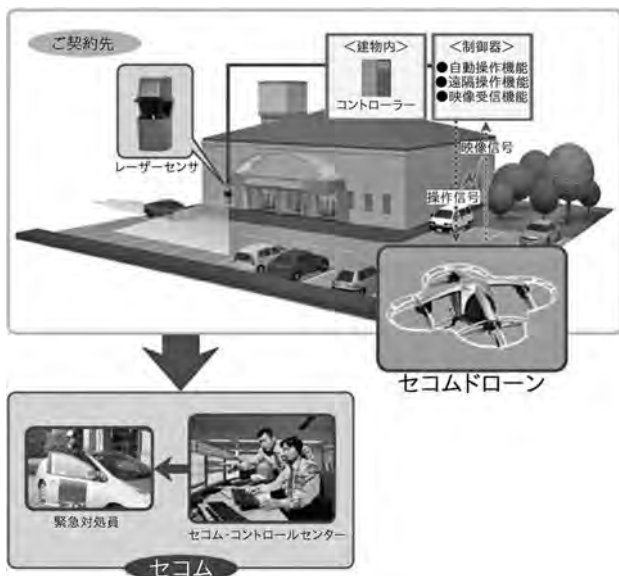 ご契約先
<建物内>
コントローラー
<制御器>
●自動操作機能
●遠隔操作機能
●映像受信機能
レーザーセンサ
映像信号
操作信号
セコムドローン
緊急対処員
セコム・コントロールセンター
セコム